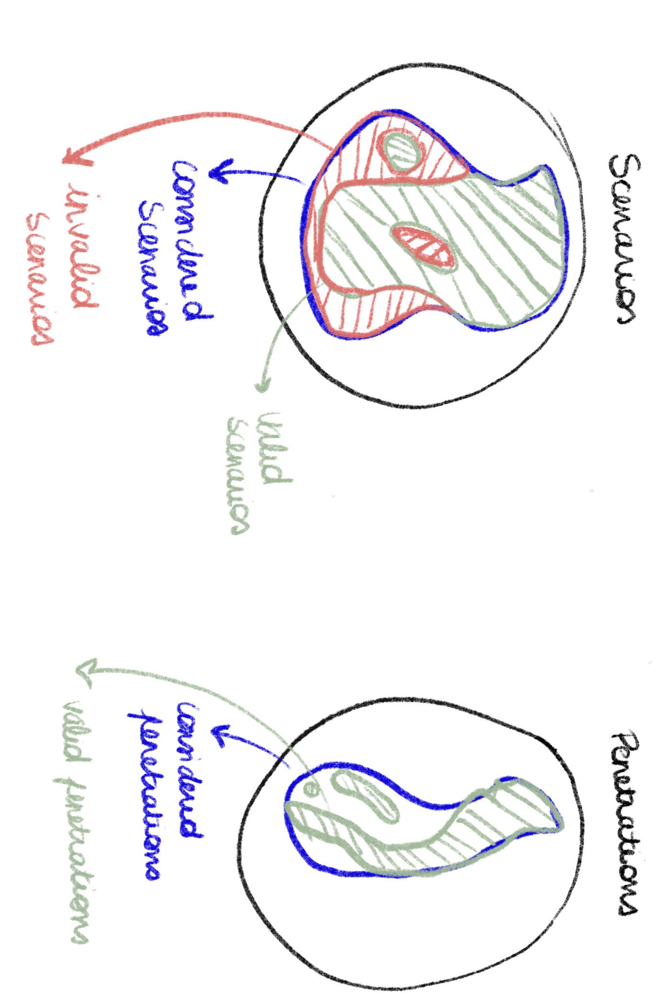 Scenarios
Penetrations
considered
scenarios
invalid
scenarios
valid
scenarios
considered
penetrations
valid penetrations